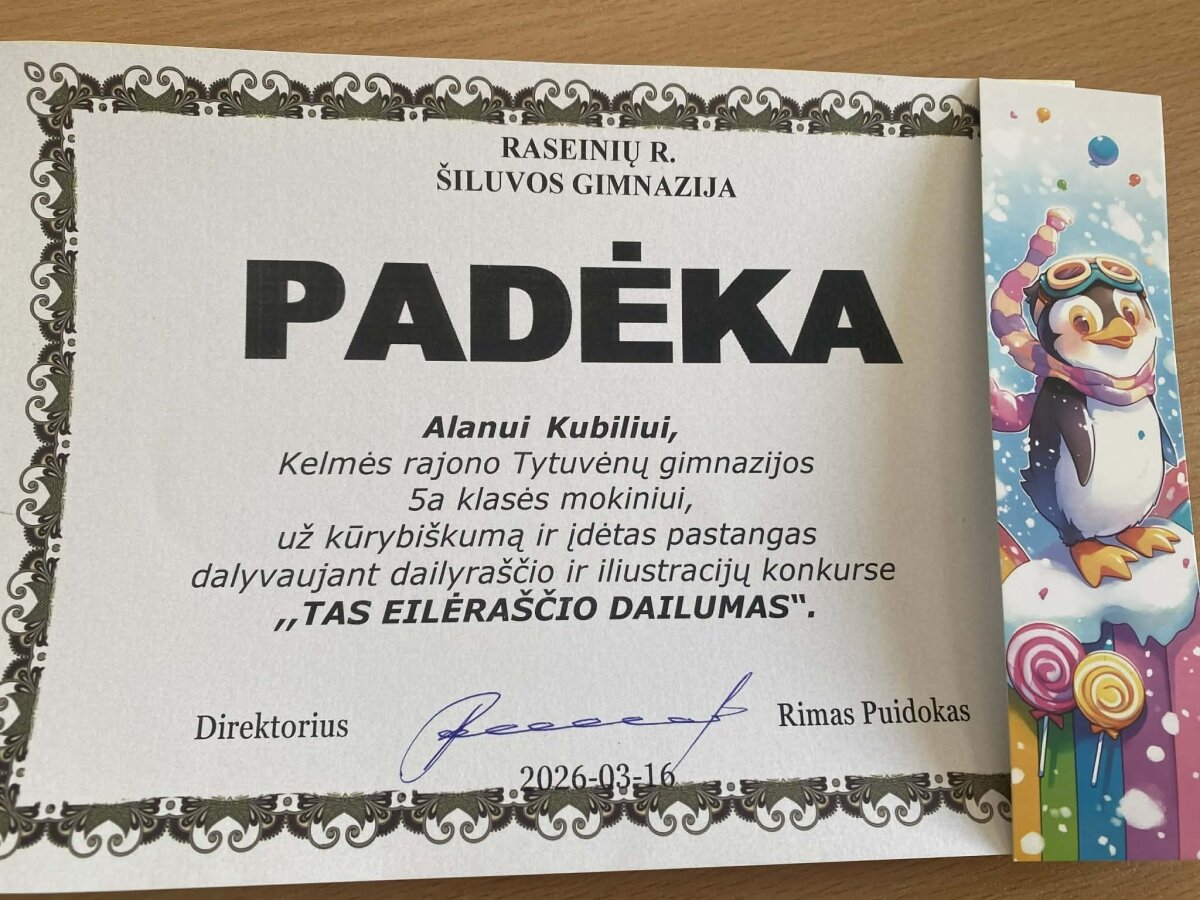 RASEINIŲ R.
ŠILUVOS GIMNAZIJA
PADĖKA
Alanui Kubiliui,
Kelmės rajono Tytuvėnų gimnazijos
5a klasės mokiniui,
už kūrybiškumą ir įdėtas pastangas
dalyvaujant dailyraščio ir iliustracijų konkurse
,,TAS EILĖRAŠČIO DAILUMAS“.
Direktorius
Rimas Puidokas
2026-03-16